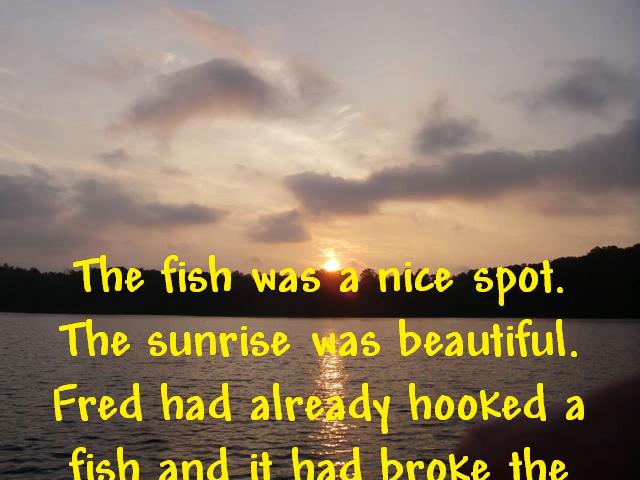 The fish was a nice spot.
The sunrise was beautiful.
Fred had already hooked a
fish and it had broke the